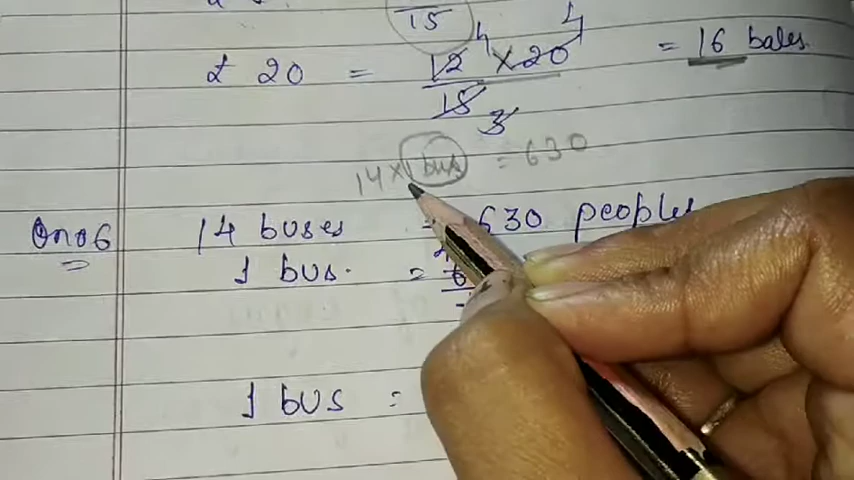 15
£ 20 = 12 4 × 20 4 = 16 bales
15 3
14 × 1 bus = 630
Qno6 14 buses = 630 peoples
1 bus. =
1 bus =